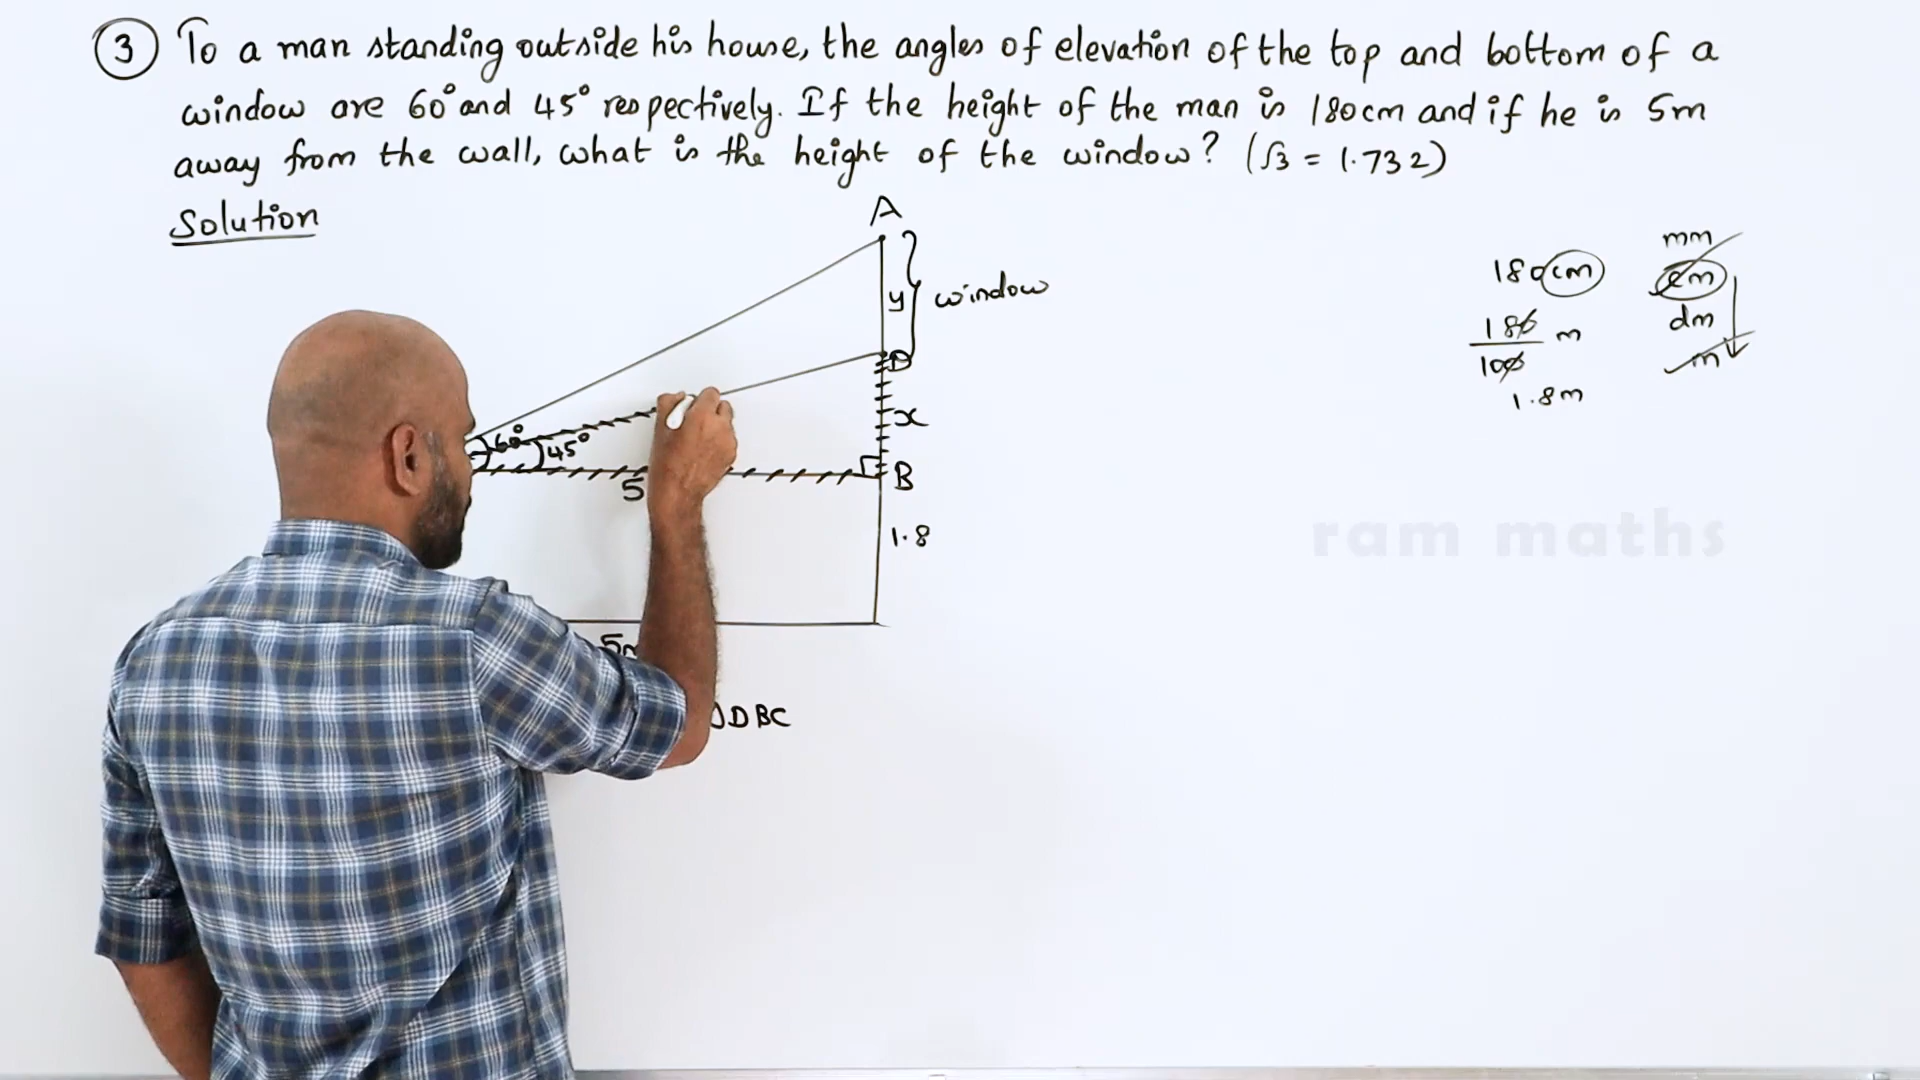 3 To a man standing outside his house, the angles of elevation of the top and bottom of a
window are 60° and 45° respectively. If the height of the man is 180cm and if he is 5m
away from the wall, what is the height of the window? (√3 = 1.732)
Solution
A
y window
D
x
60° 45°
B
5
1.8
5m
DBC
180cm
180/100 m
1.8m
mm
cm
dm
m
ram maths